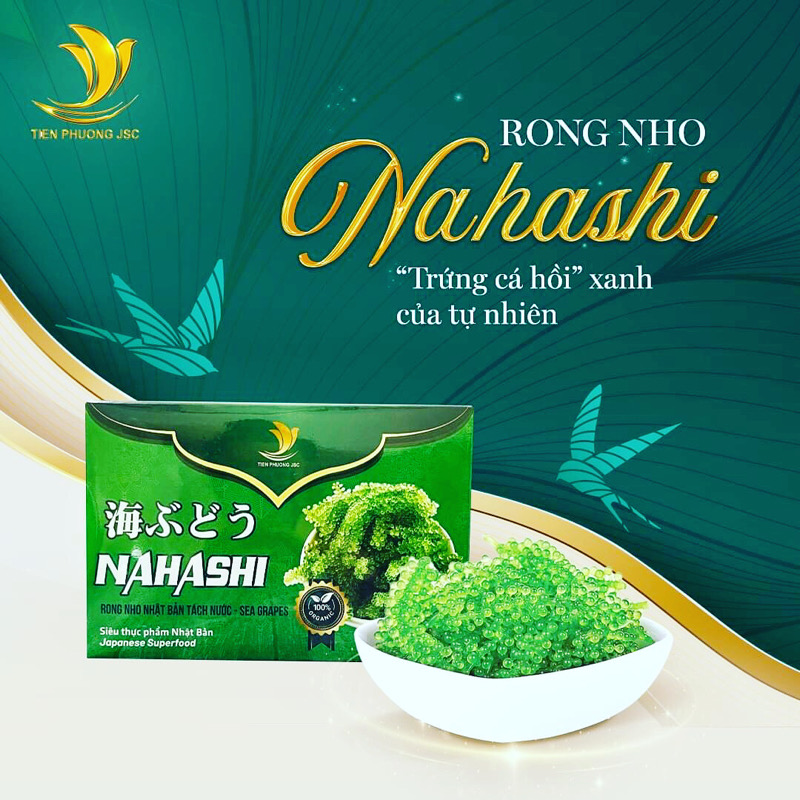 TIEN PHUONG JSC
RONG NHO
Nahashi
“Trứng cá hồi” xanh
của tự nhiên
TIEN PHUONG JSC
海ぶどう
NAHASHI
RONG NHO NHẬT BẢN TÁCH NƯỚC - SEA GRAPES
100%
ORGANIC
Siêu thực phẩm Nhật Bản
Japanese Superfood